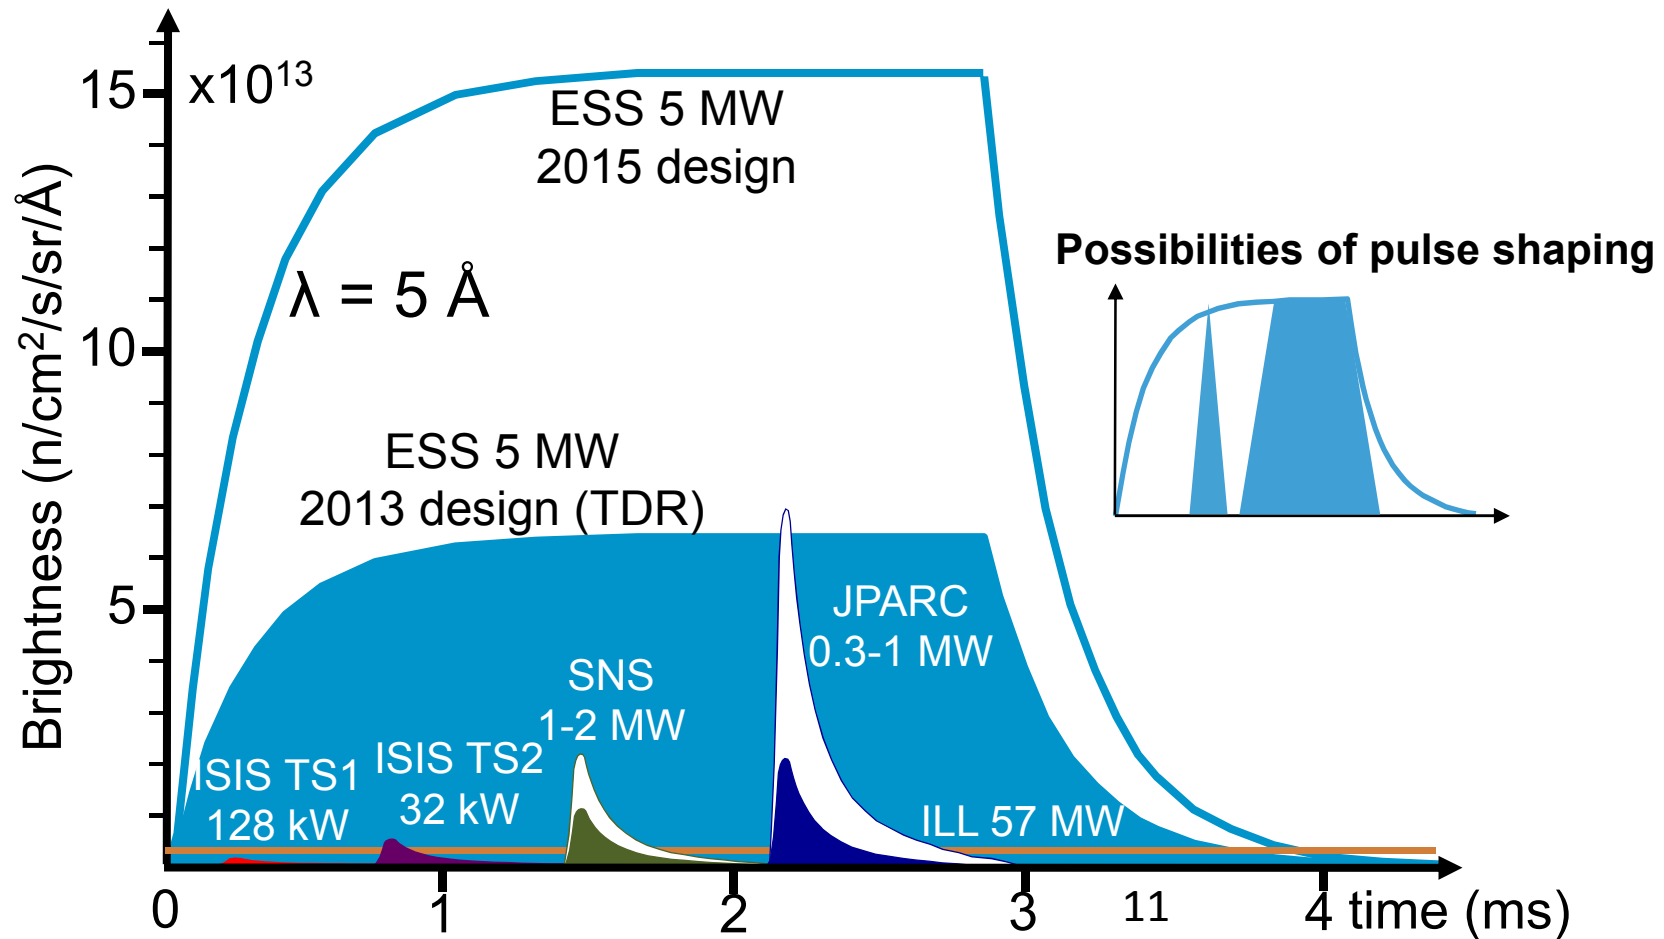 x10¹³
15
10
5
Brightness (n/cm²/s/sr/Å)
ESS 5 MW
2015 design
λ = 5 Å
Possibilities of pulse shaping
ESS 5 MW
2013 design (TDR)
JPARC
0.3-1 MW
SNS
1-2 MW
ISIS TS1
128 kW
ISIS TS2
32 kW
ILL 57 MW
0 1 2 3 11 4 time (ms)